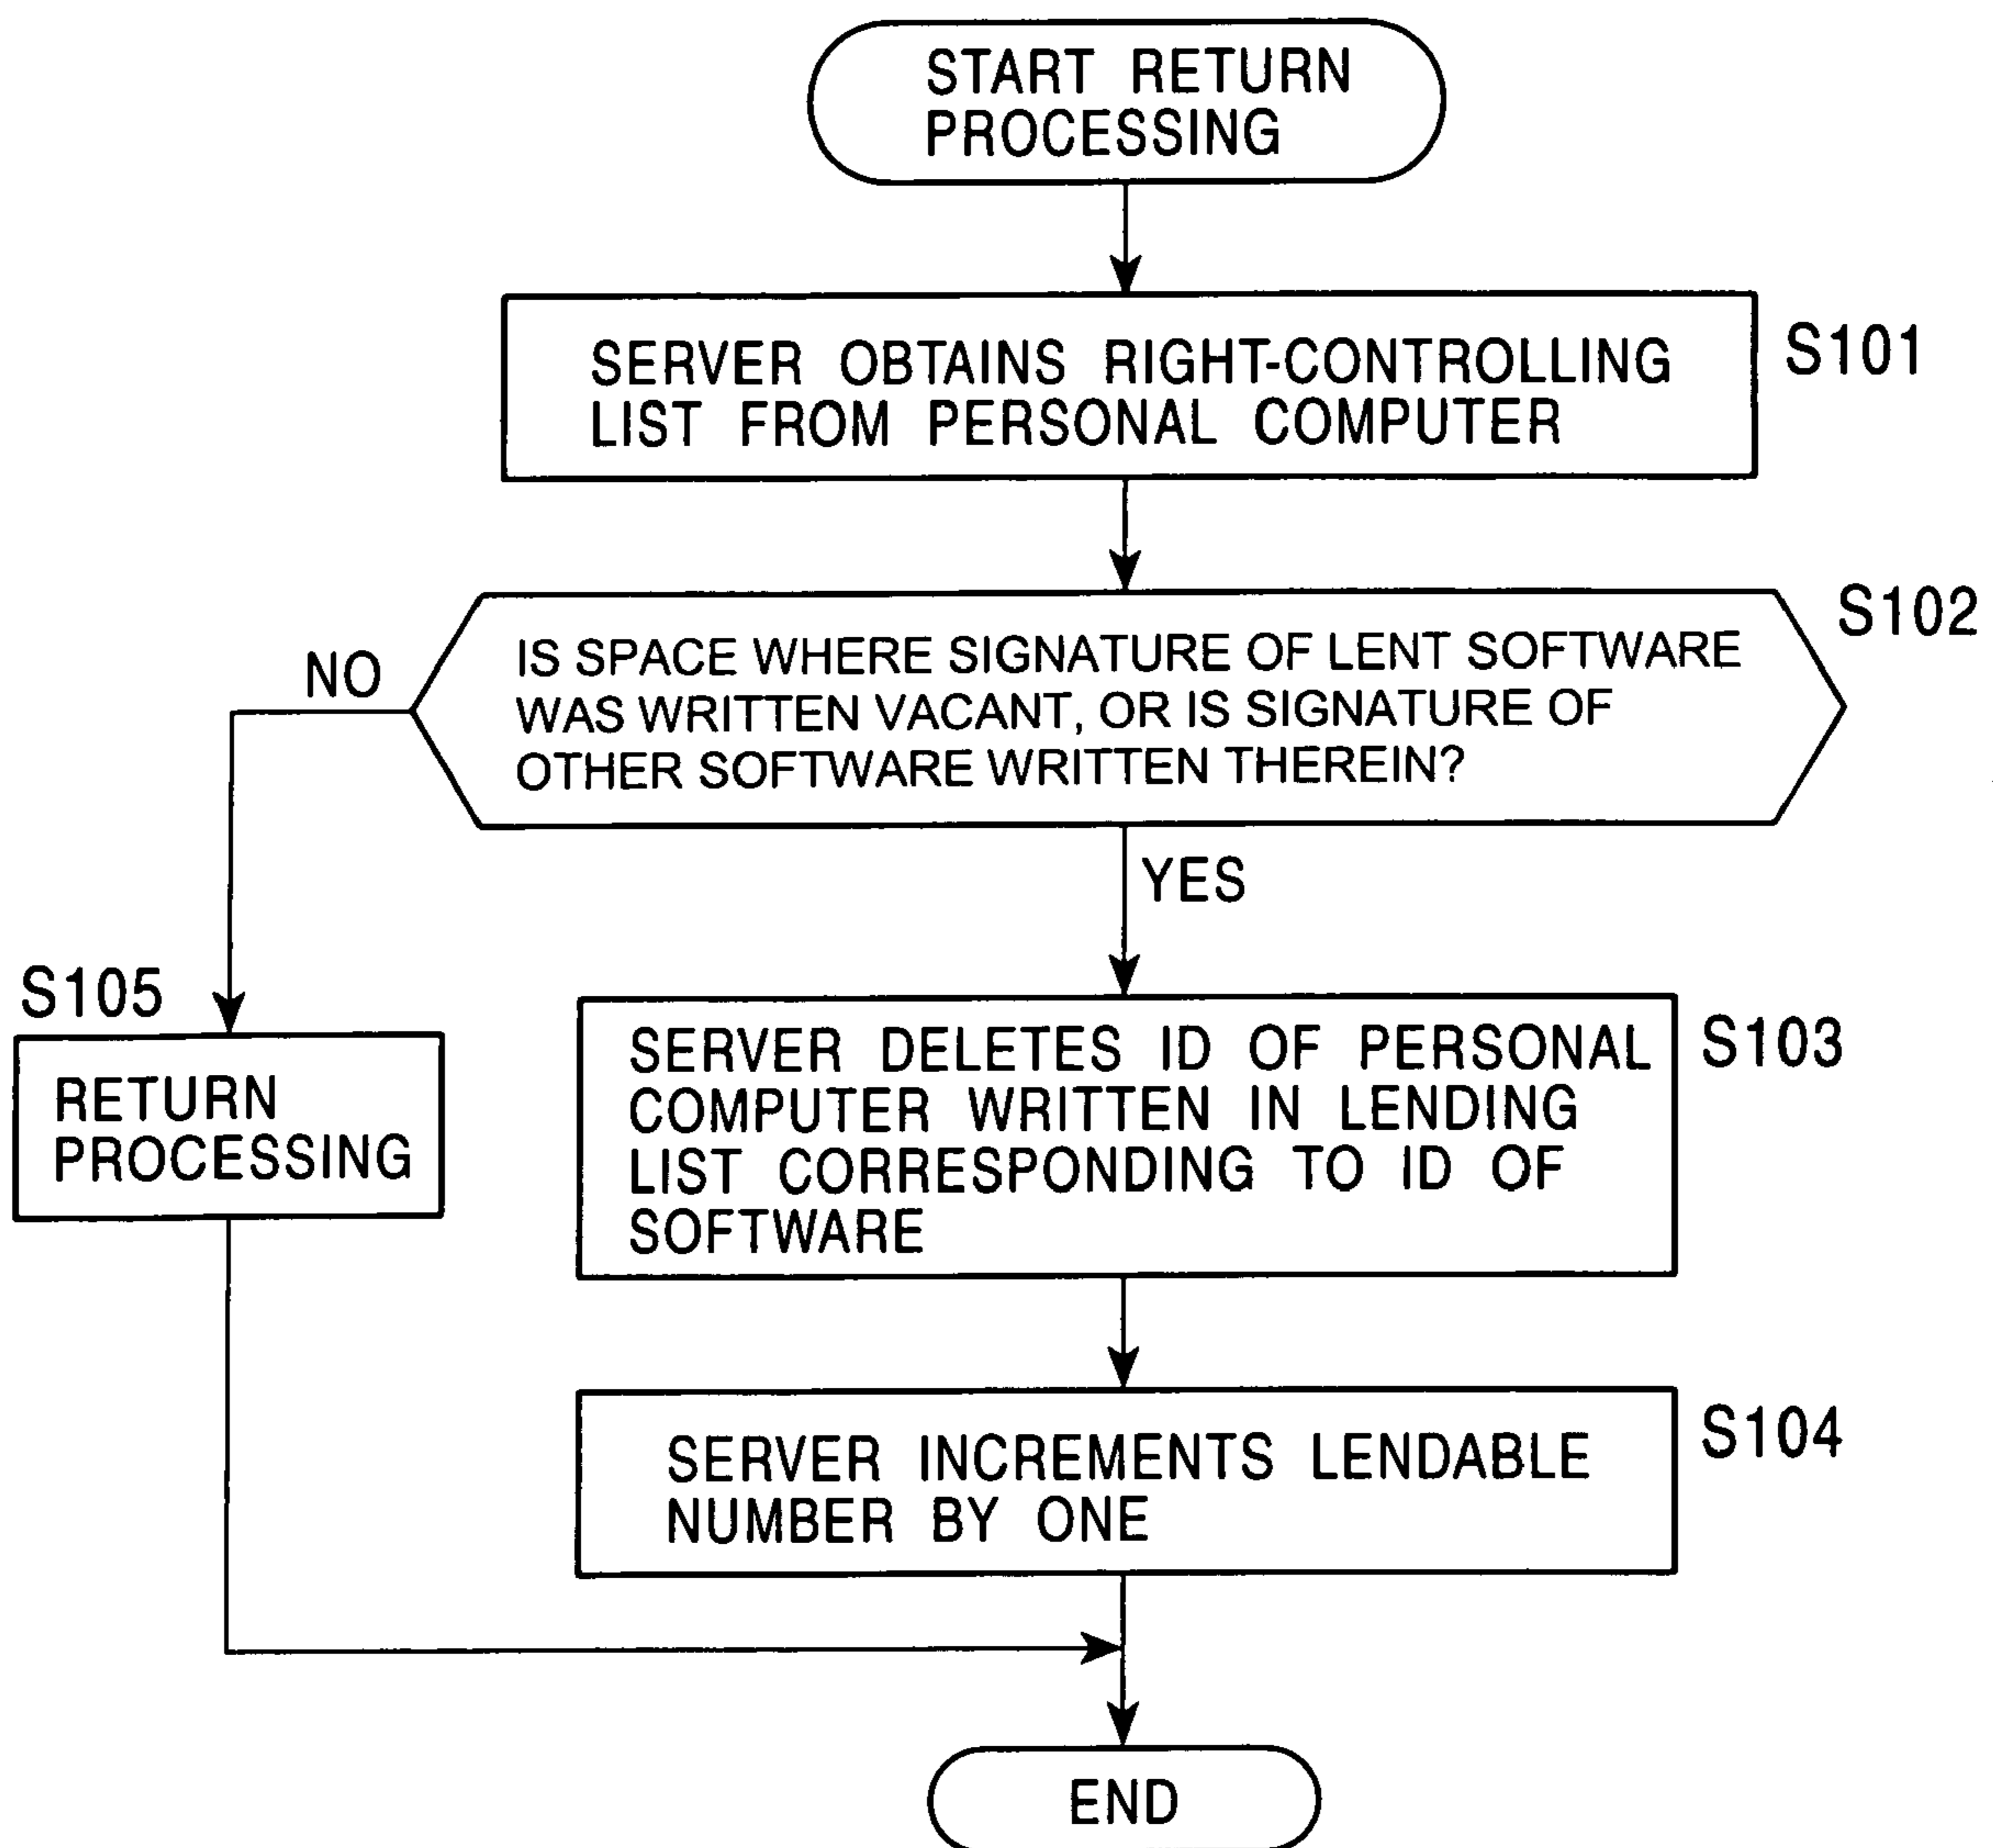 START RETURN
PROCESSING
SERVER OBTAINS RIGHT-CONTROLLING
LIST FROM PERSONAL COMPUTER
S101
IS SPACE WHERE SIGNATURE OF LENT SOFTWARE
WAS WRITTEN VACANT, OR IS SIGNATURE OF
OTHER SOFTWARE WRITTEN THEREIN?
S102
NO
YES
S105
RETURN
PROCESSING
SERVER DELETES ID OF PERSONAL
COMPUTER WRITTEN IN LENDING
LIST CORRESPONDING TO ID OF
SOFTWARE
S103
SERVER INCREMENTS LENDABLE
NUMBER BY ONE
S104
END